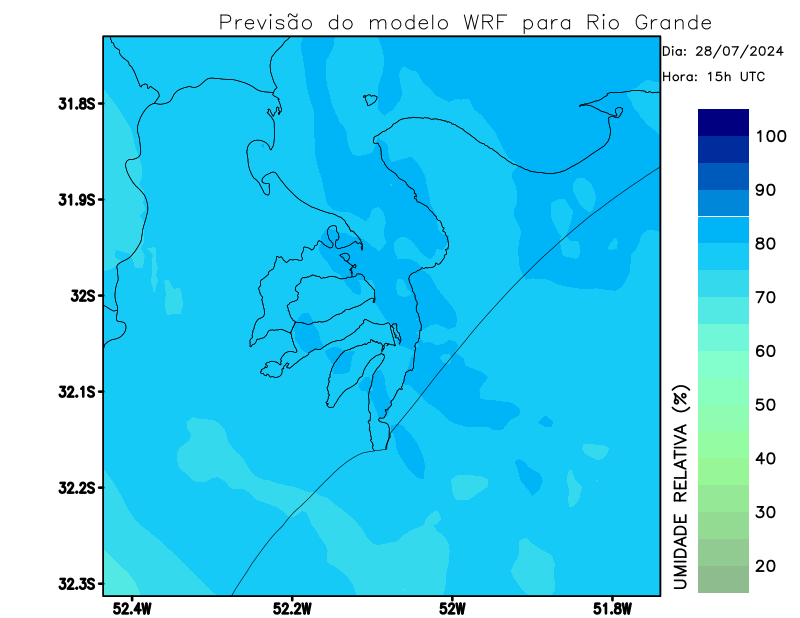 Previsão do modelo WRF para Rio Grande
Dia: 28/07/2024
Hora: 15h UTC
31.8S
31.9S
32S
32.1S
32.2S
32.3S
52.4W
52.2W
52W
51.8W
100
90
80
70
60
50
40
30
20
UMIDADE RELATIVA (%)